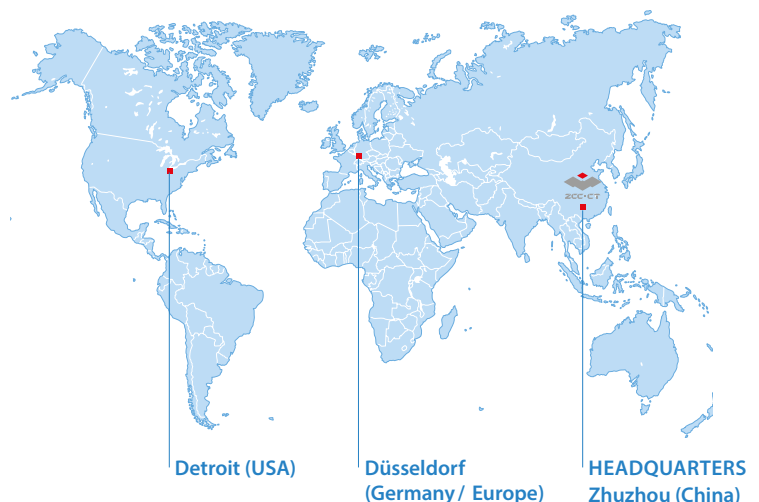 ZCC-CT
Detroit (USA)
Düsseldorf
(Germany / Europe)
HEADQUARTERS
Zhuzhou (China)